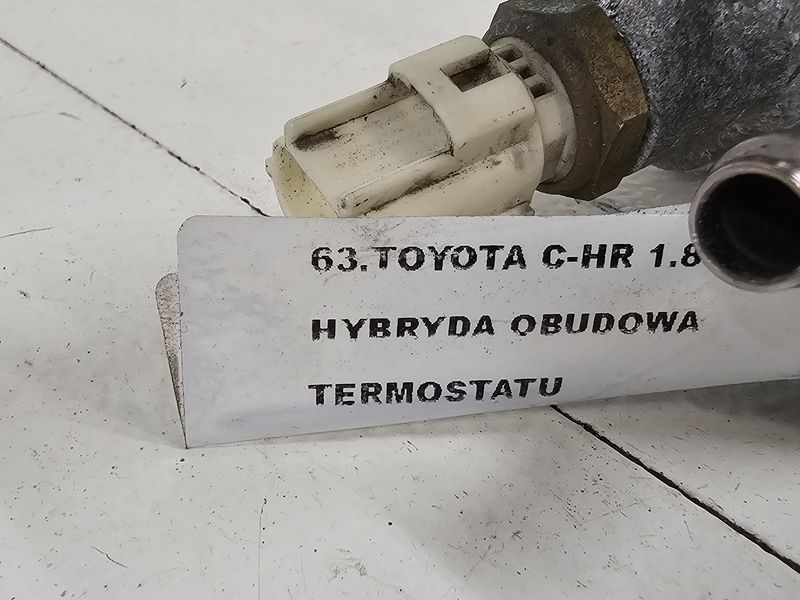 63.TOYOTA C-HR 1.8
HYBRYDA OBUDOWA
TERMOSTATU